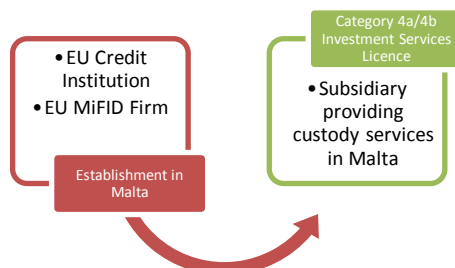 • EU Credit
Institution
• EU MiFID Firm
Establishment in
Malta
Category 4a/4b
Investment Services
Licence
• Subsidiary
providing
custody services
in Malta